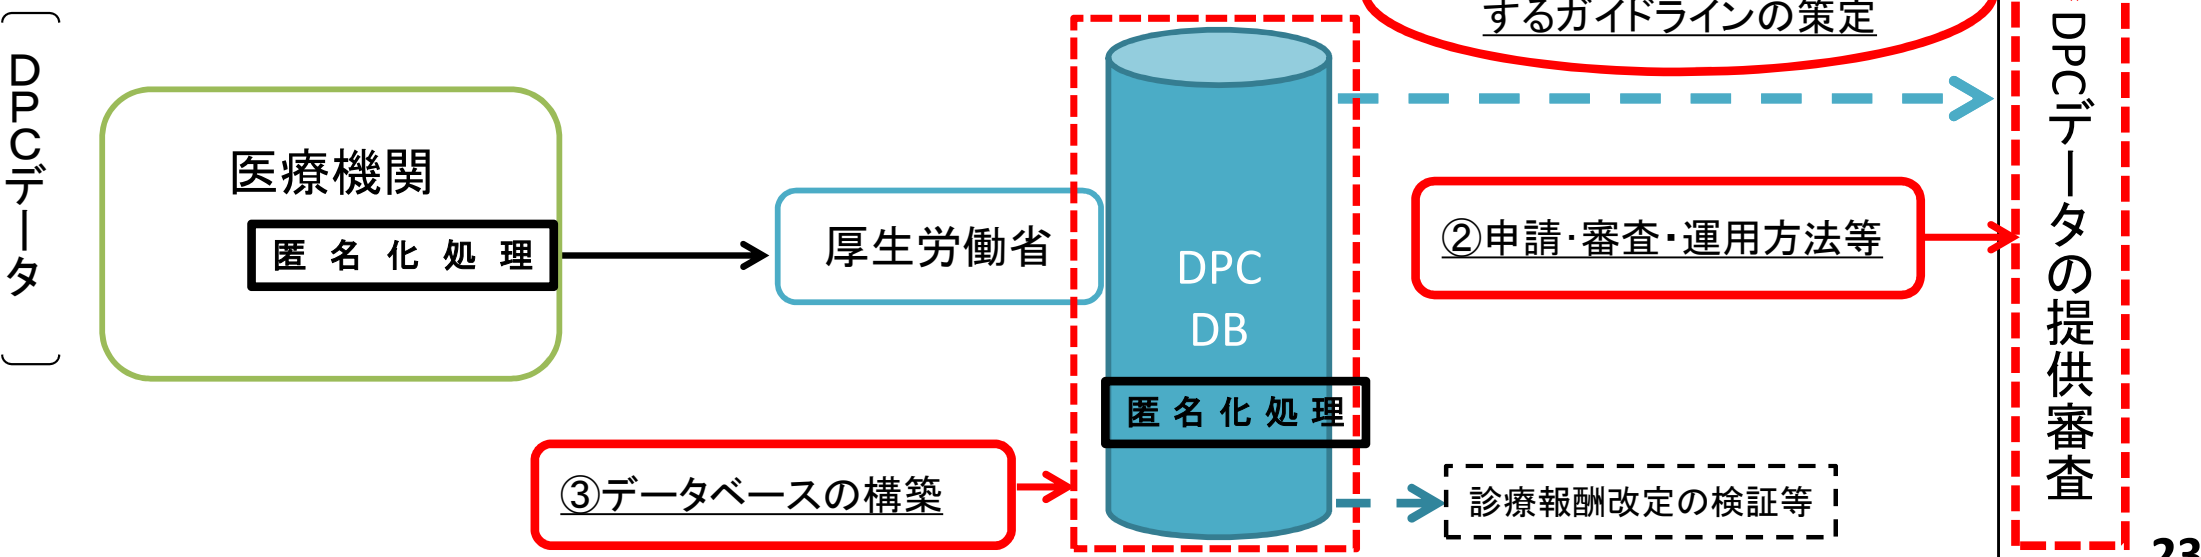 DPCデータ
医療機関
匿名化処理
厚生労働省
DPC
DB
匿名化処理
するガイドラインの策定
②申請・審査・運用方法等
③データベースの構築
診療報酬改定の検証等
DPCデータの提供審査
23